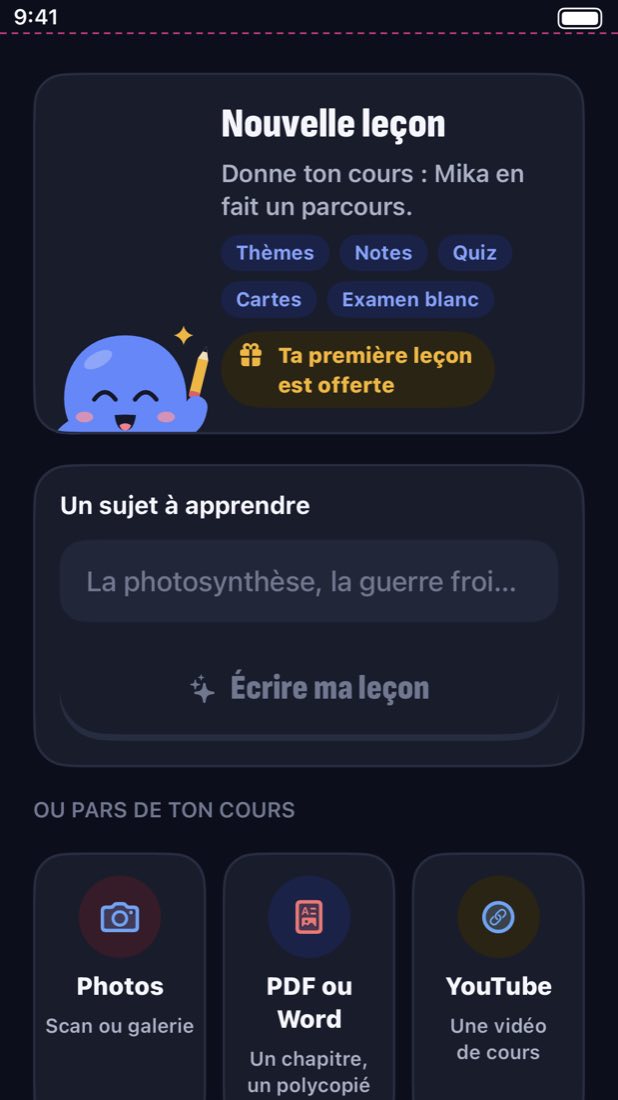 9:41
Nouvelle leçon
Donne ton cours : Mika en
fait un parcours.
Thèmes Notes Quiz
Cartes Examen blanc
Ta première leçon
est offerte
Un sujet à apprendre
La photosynthèse, la guerre froi...
Écrire ma leçon
OU PARS DE TON COURS
Photos
Scan ou galerie
PDF ou
Word
Un chapitre,
un polycopié
YouTube
Une vidéo
de cours